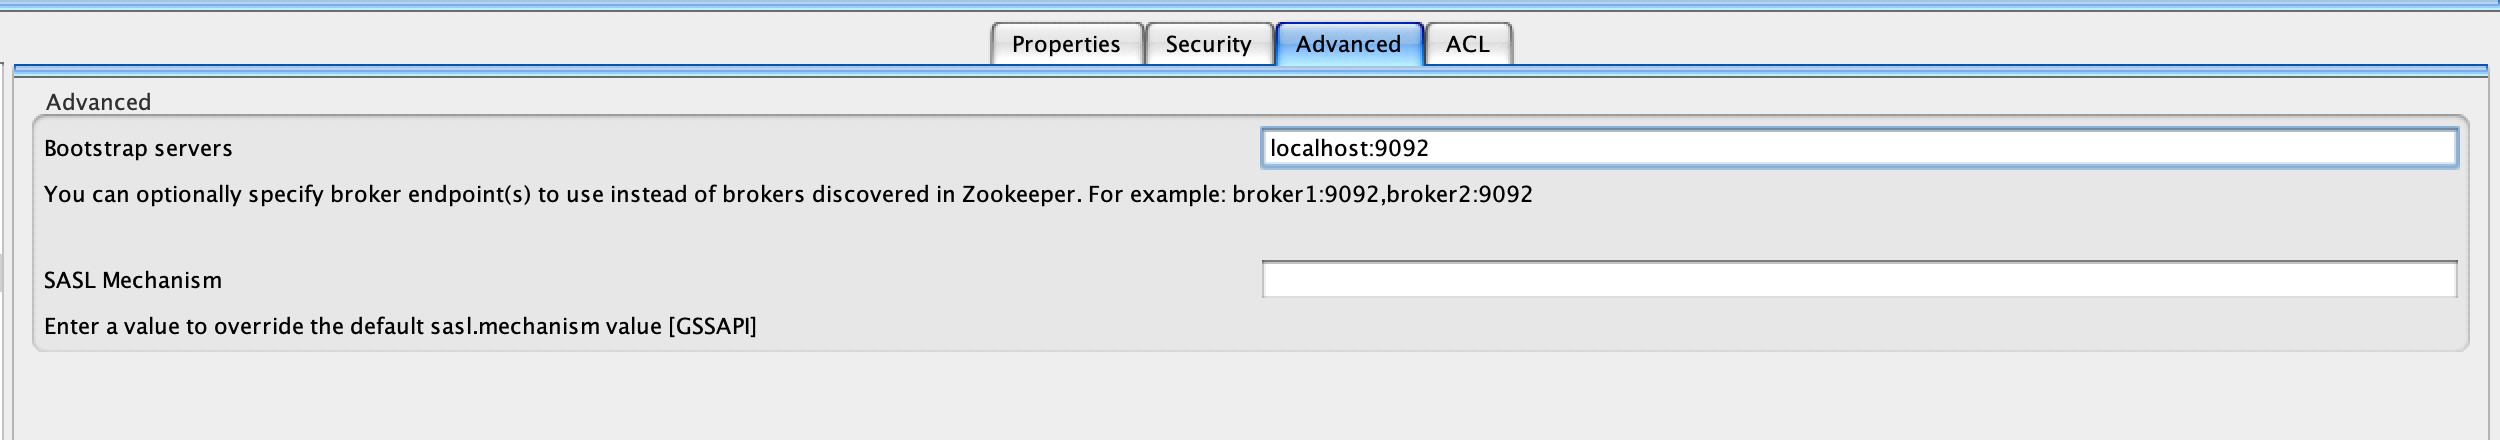 Properties Security Advanced ACL
Advanced
Bootstrap servers localhost:9092
You can optionally specify broker endpoint(s) to use instead of brokers discovered in Zookeeper. For example: broker1:9092,broker2:9092
SASL Mechanism
Enter a value to override the default sasl.mechanism value [GSSAPI]